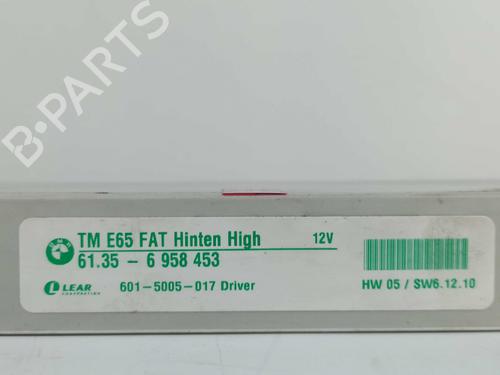 B-PARTS
TM E65 FAT Hinten High 12V
61.35 - 6 958 453
LEAR CORPORATION
601-5005-017 Driver
HW 05 / SW6.12.10